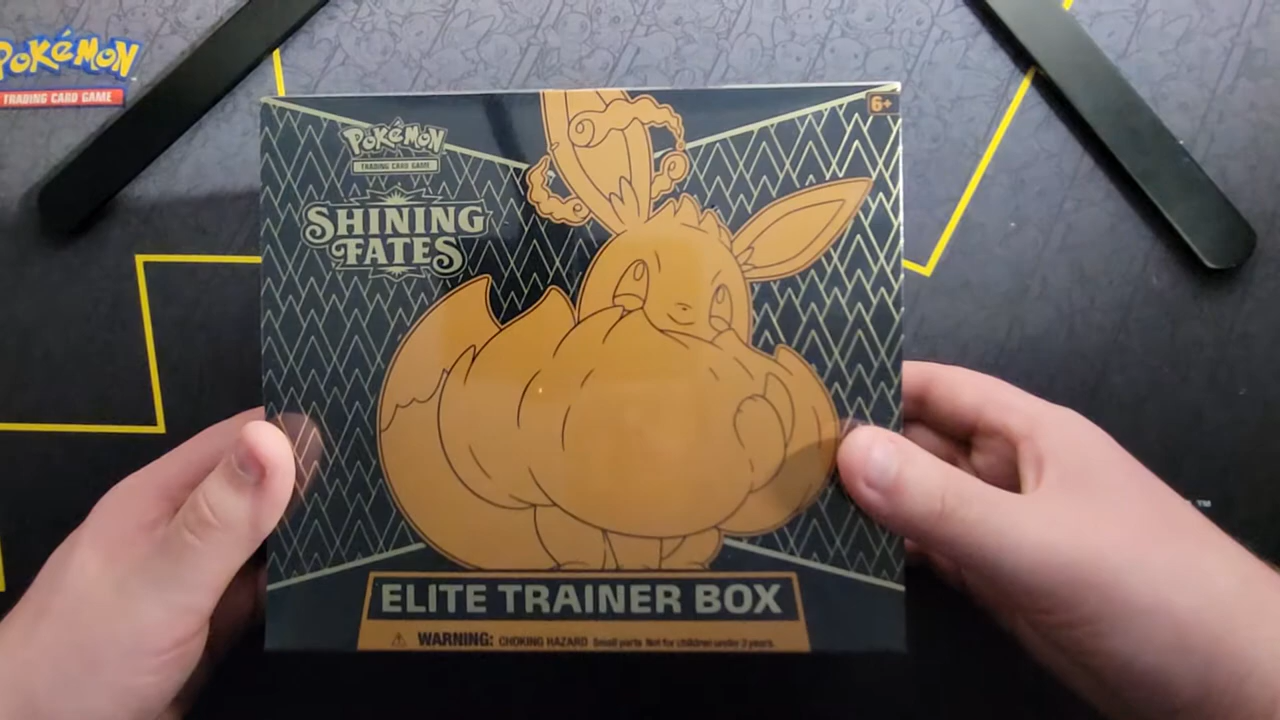 POKéMON
TRADING CARD GAME
6+
POKéMON
TRADING CARD GAME
SHINING
FATES
ELITE TRAINER BOX
WARNING: CHOKING HAZARD Small parts Not for children under 3 years.
TM